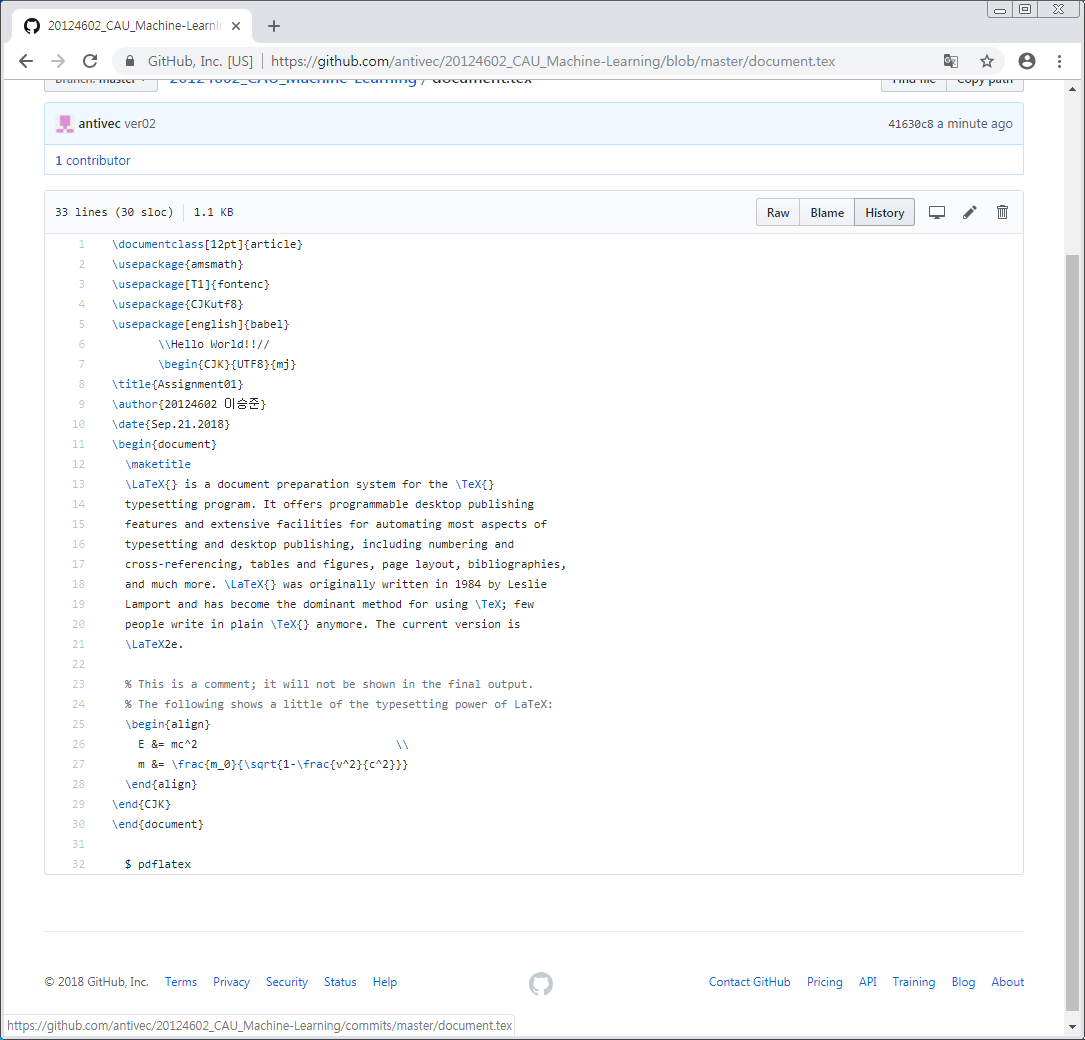 20124602_CAU_Machine-Learnin
GitHub, Inc. [US] | https://github.com/antivec/20124602_CAU_Machine-Learning/blob/master/document.tex
Branch: master 20124602_CAU_Machine-Learning / document.tex Find file Copy path
antivec ver02 41630c8 a minute ago
1 contributor
33 lines (30 sloc) 1.1 KB Raw Blame History
1 \documentclass[12pt]{article}
2 \usepackage{amsmath}
3 \usepackage[T1]{fontenc}
4 \usepackage{CJKutf8}
5 \usepackage[english]{babel}
6 \\Hello World!!//
7 \begin{CJK}{UTF8}{mj}
8 \title{Assignment01}
9 \author{20124602 이승준}
10 \date{Sep.21.2018}
11 \begin{document}
12 \maketitle
13 \LaTeX{} is a document preparation system for the \TeX{}
14 typesetting program. It offers programmable desktop publishing
15 features and extensive facilities for automating most aspects of
16 typesetting and desktop publishing, including numbering and
17 cross-referencing, tables and figures, page layout, bibliographies,
18 and much more. \LaTeX{} was originally written in 1984 by Leslie
19 Lamport and has become the dominant method for using \TeX; few
20 people write in plain \TeX{} anymore. The current version is
21 \LaTeX2e.
22
23 % This is a comment; it will not be shown in the final output.
24 % The following shows a little of the typesetting power of LaTeX:
25 \begin{align}
26 E &= mc^2 \\
27 m &= \frac{m_0}{\sqrt{1-\frac{v^2}{c^2}}}
28 \end{align}
29 \end{CJK}
30 \end{document}
31
32 $ pdflatex
© 2018 GitHub, Inc. Terms Privacy Security Status Help Contact GitHub Pricing API Training Blog About
https://github.com/antivec/20124602_CAU_Machine-Learning/commits/master/document.tex